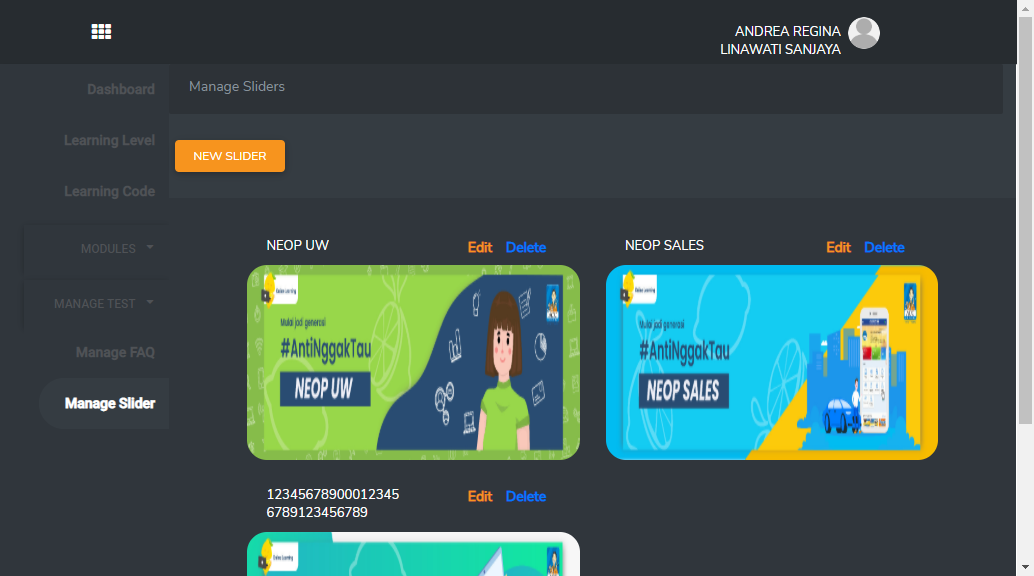 ANDREA REGINA
LINAWATI SANJAYA
Dashboard
Learning Level
Learning Code
MODULES
MANAGE TEST
Manage FAQ
Manage Slider
Manage Sliders
NEW SLIDER
NEOP UW
Edit Delete
Online Learning
Mulai jadi generasi
#AntiNggakTau
NEOP UW
NEOP SALES
Edit Delete
Online Learning
Mulai jadi generasi
#AntiNggakTau
NEOP SALES
12345678900012345
6789123456789
Edit Delete
Online Learning